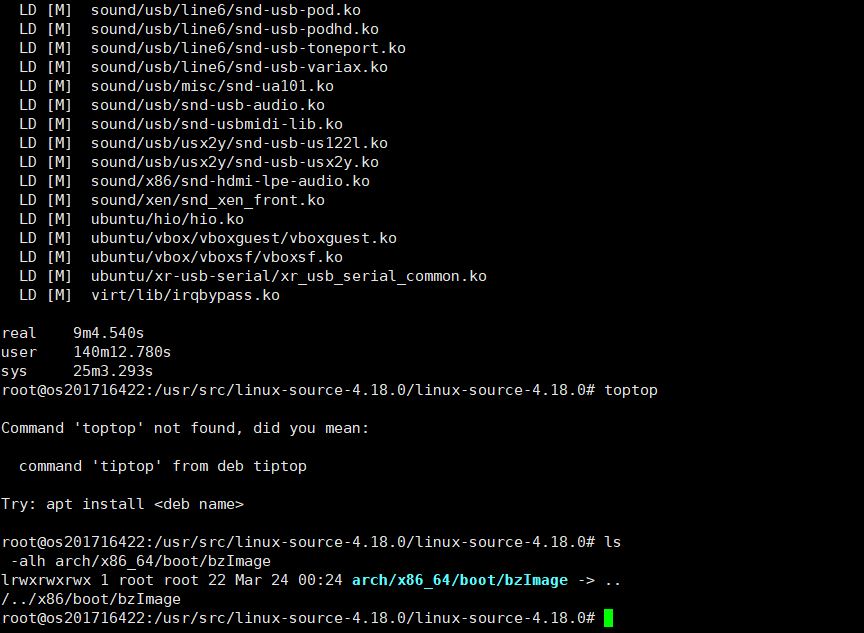 LD [M]  sound/usb/line6/snd-usb-pod.ko
LD [M]  sound/usb/line6/snd-usb-podhd.ko
LD [M]  sound/usb/line6/snd-usb-toneport.ko
LD [M]  sound/usb/line6/snd-usb-variax.ko
LD [M]  sound/usb/misc/snd-ua101.ko
LD [M]  sound/usb/snd-usb-audio.ko
LD [M]  sound/usb/snd-usbmidi-lib.ko
LD [M]  sound/usb/usx2y/snd-usb-us122l.ko
LD [M]  sound/usb/usx2y/snd-usb-usx2y.ko
LD [M]  sound/x86/snd-hdmi-lpe-audio.ko
LD [M]  sound/xen/snd_xen_front.ko
LD [M]  ubuntu/hio/hio.ko
LD [M]  ubuntu/vbox/vboxguest/vboxguest.ko
LD [M]  ubuntu/vbox/vboxsf/vboxsf.ko
LD [M]  ubuntu/xr-usb-serial/xr_usb_serial_common.ko
LD [M]  virt/lib/irqbypass.ko
real    9m4.540s
user    140m12.780s
sys     25m3.293s
root@os201716422:/usr/src/linux-source-4.18.0/linux-source-4.18.0# toptop
Command 'toptop' not found, did you mean:
command 'tiptop' from deb tiptop
Try: apt install <deb name>
root@os201716422:/usr/src/linux-source-4.18.0/linux-source-4.18.0# ls
-alh arch/x86_64/boot/bzImage
lrwxrwxrwx 1 root root 22 Mar 24 00:24 arch/x86_64/boot/bzImage -> ..
/../x86/boot/bzImage
root@os201716422:/usr/src/linux-source-4.18.0/linux-source-4.18.0#